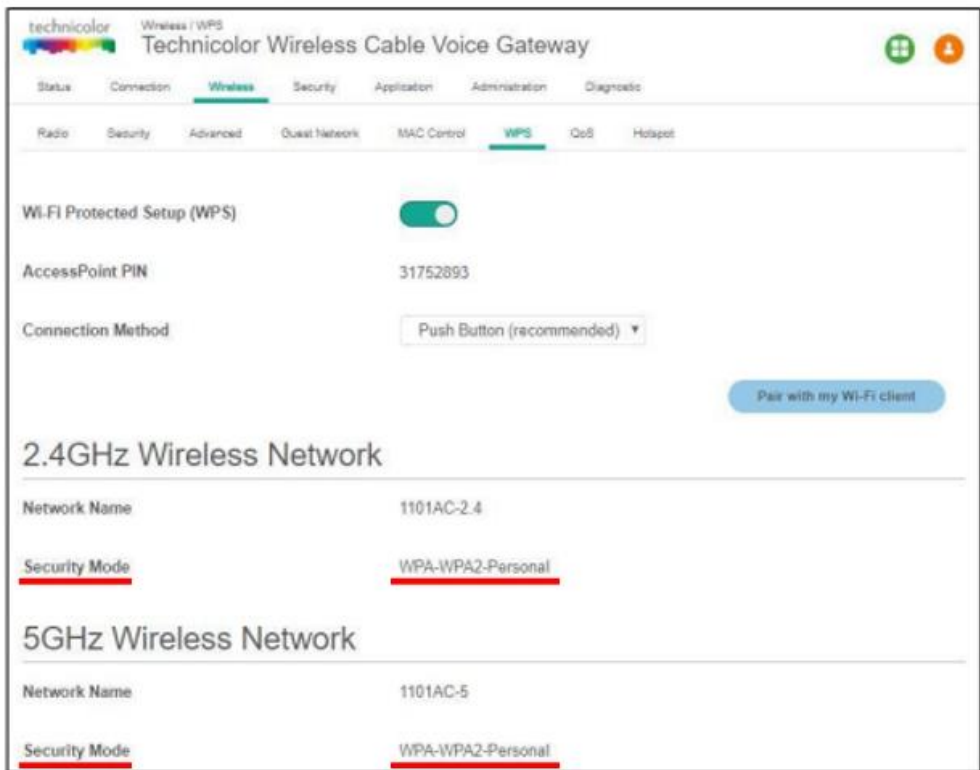 technicolor
Wireless / WPS
Technicolor Wireless Cable Voice Gateway
Status Connection Wireless Security Application Administration Diagnostic
Radio Security Advanced Guest Network MAC Control WPS QoS Hotspot
Wi-Fi Protected Setup (WPS)
AccessPoint PIN 31752893
Connection Method Push Button (recommended)
Pair with my Wi-Fi client
2.4GHz Wireless Network
Network Name 1101AC-2.4
Security Mode WPA-WPA2-Personal
5GHz Wireless Network
Network Name 1101AC-5
Security Mode WPA-WPA2-Personal